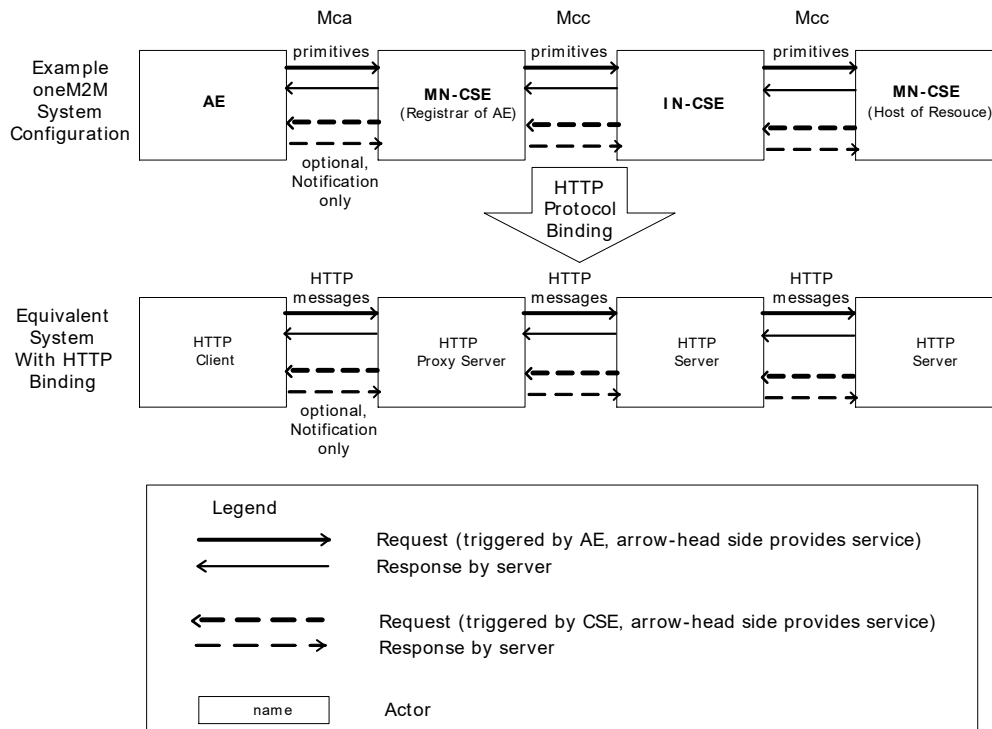 Mca
Mcc
Mcc
Example
oneM2M
System
Configuration
primitives
primitives
primitives
AE
MN-CSE
(Registrar of AE)
IN-CSE
MN-CSE
(Host of Resouce)
optional,
Notification
only
HTTP
Protocol
Binding
Equivalent
System
With HTTP
Binding
HTTP
messages
HTTP
messages
HTTP
messages
HTTP
Client
HTTP
Proxy Server
HTTP
Server
HTTP
Server
optional,
Notification
only
Legend
Request (triggered by AE, arrow-head side provides service)
Response by server
Request (triggered by CSE, arrow-head side provides service)
Response by server
name
Actor